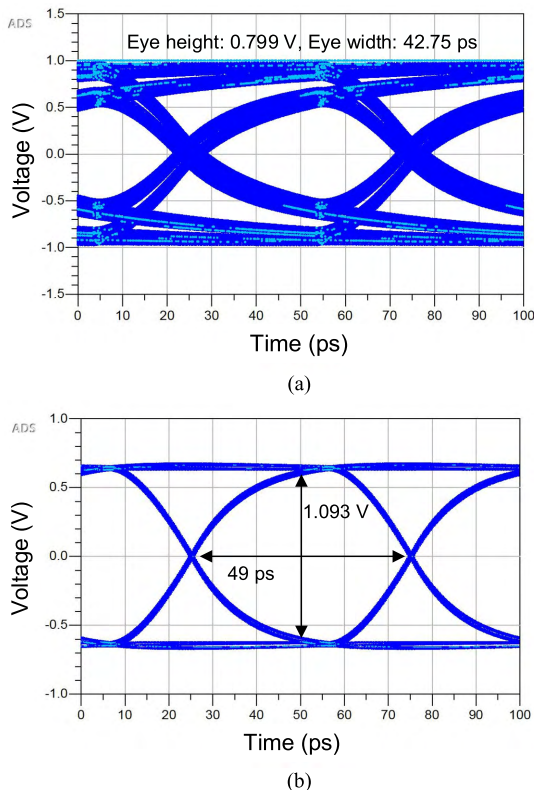 ADS
Eye height: 0.799 V, Eye width: 42.75 ps
1.5
1.0
0.5
0.0
-0.5
-1.0
-1.5
Voltage (V)
0 10 20 30 40 50 60 70 80 90 100
Time (ps)
(a)
ADS
1.0
0.5
0.0
-0.5
-1.0
Voltage (V)
1.093 V
49 ps
0 10 20 30 40 50 60 70 80 90 100
Time (ps)
(b)